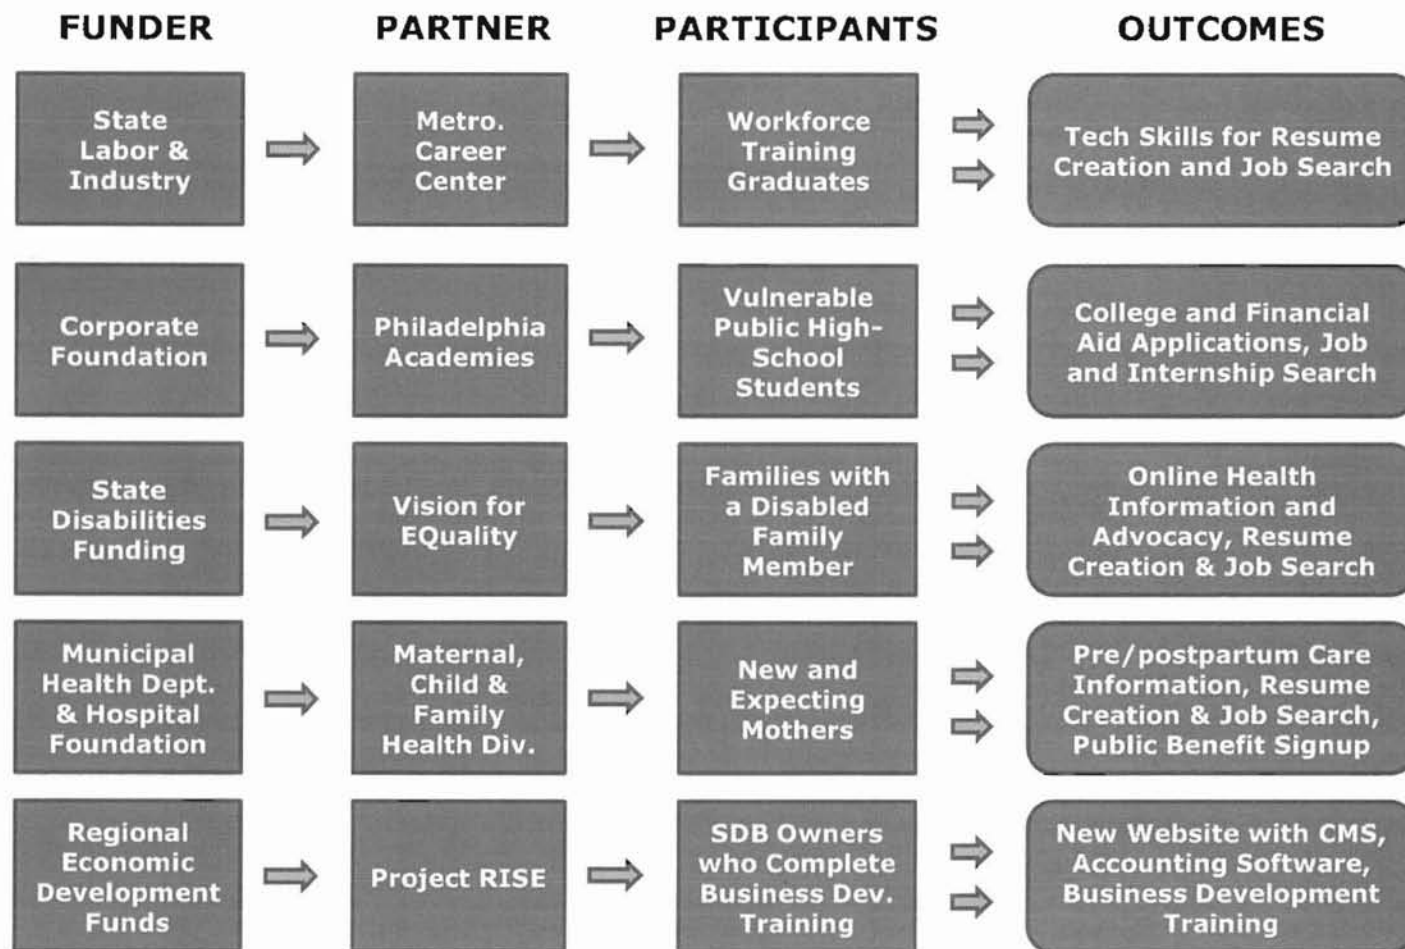 FUNDER
PARTNER
PARTICIPANTS
OUTCOMES
State
Labor &
Industry
Metro.
Career
Center
Workforce
Training
Graduates
Tech Skills for Resume
Creation and Job Search
Corporate
Foundation
Philadelphia
Academies
Vulnerable
Public High-
School
Students
College and Financial
Aid Applications, Job
and Internship Search
State
Disabilities
Funding
Vision for
EQuality
Families with
a Disabled
Family
Member
Online Health
Information and
Advocacy, Resume
Creation & Job Search
Municipal
Health Dept.
& Hospital
Foundation
Maternal,
Child &
Family
Health Div.
New and
Expecting
Mothers
Pre/postpartum Care
Information, Resume
Creation & Job Search,
Public Benefit Signup
Regional
Economic
Development
Funds
Project RISE
SDB Owners
who Complete
Business Dev.
Training
New Website with CMS,
Accounting Software,
Business Development
Training